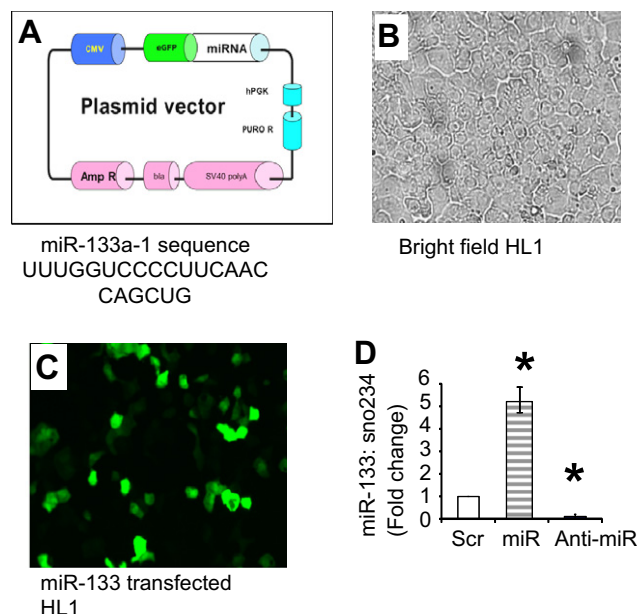 A
CMV
eGFP
miRNA
hPGK
Plasmid vector
PURO R
Amp R
bla
SV40 polyA
miR-133a-1 sequence
UUUGGUCCCCUUCAAC
CAGCUG
B
Bright field HL1
C
miR-133 transfected
HL1
D
miR-133: sno234
(Fold change)
6
5
4
3
2
1
0
*
*
Scr
miR
Anti-miR